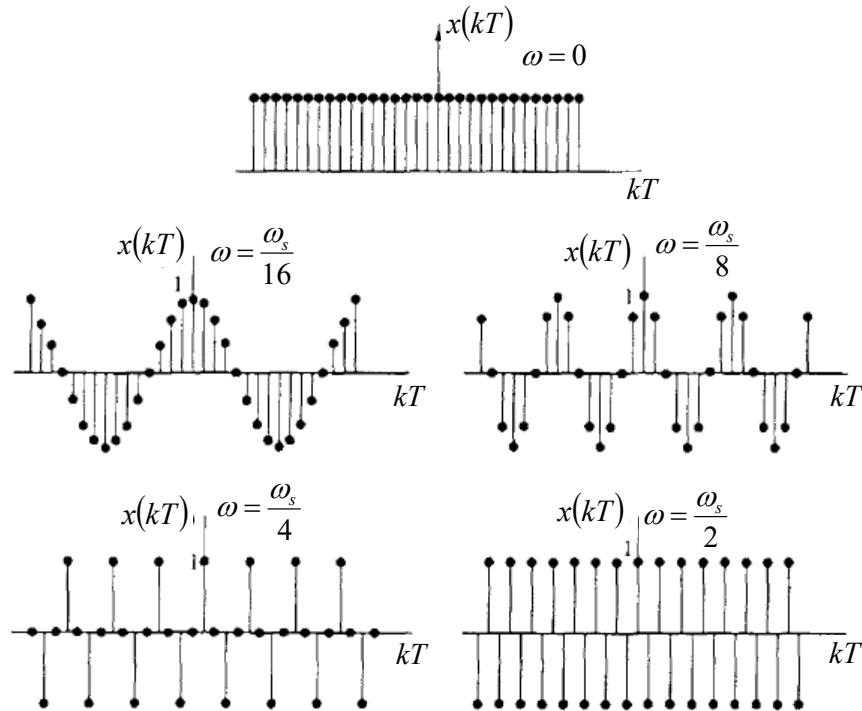 x(kT)
ω = 0
kT
x(kT) ω = ω_s/16
1
kT
x(kT) ω = ω_s/8
1
kT
x(kT) ω = ω_s/4
1
kT
x(kT) ω = ω_s/2
1
kT